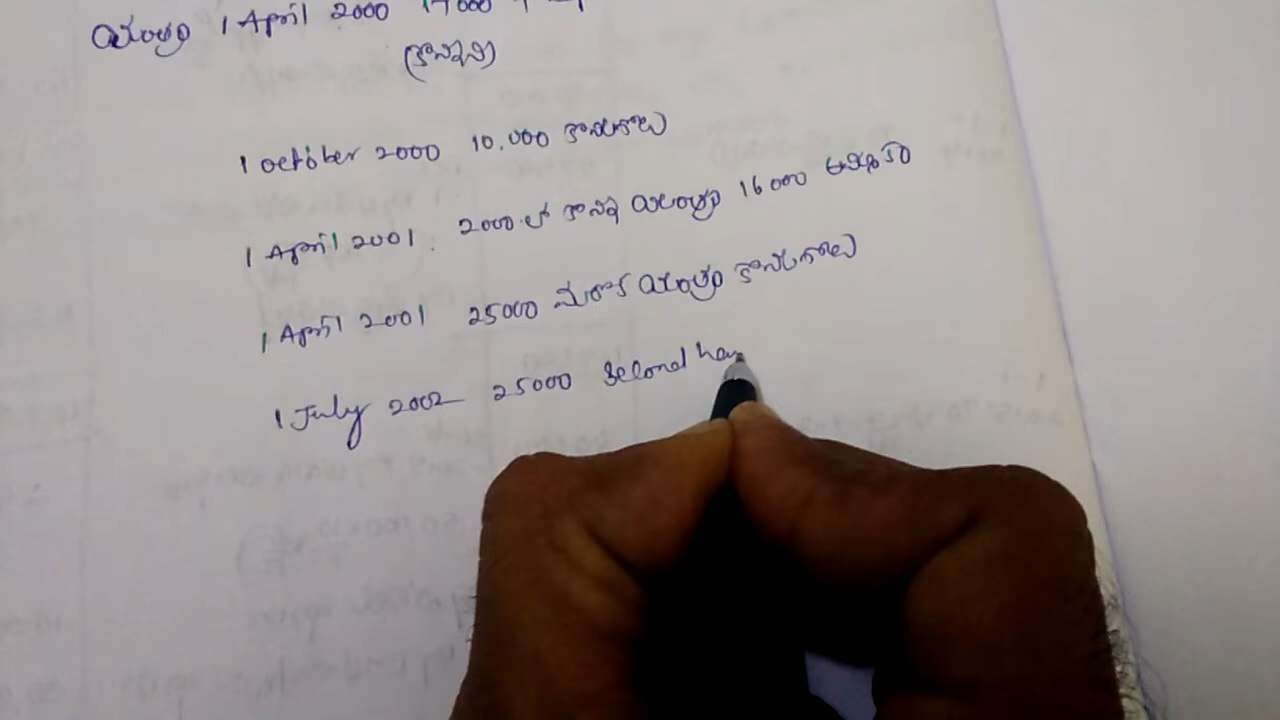 యంత్రం 1 April 2000
1 october 2000 10,000 కొనుగోలు
1 April 2001. 2000.లో కొన్న యంత్రం 16000 అమ్మకం
1 April 2001 25000 మరొక యంత్రం కొనుగోలు
1 July 2002 25000 Second han